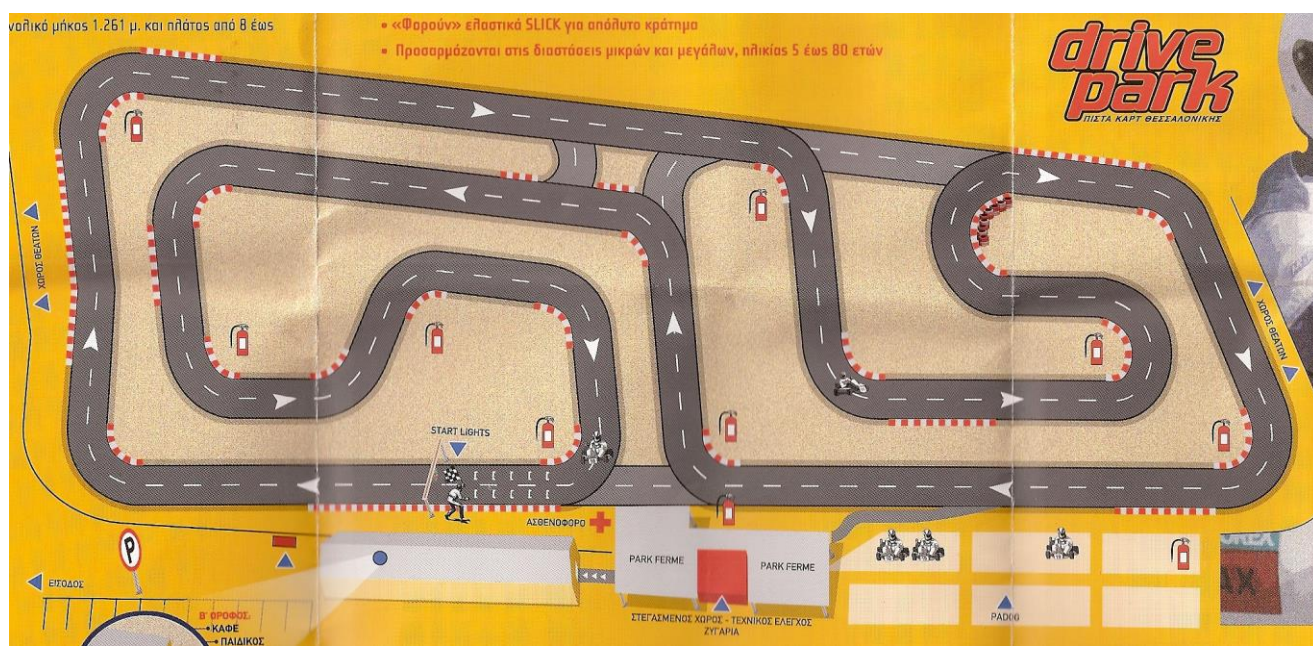 νολικό μήκος 1.261 μ. και πλάτος από 8 έως
• «Φορούν» ελαστικά SLICK για απόλυτο κράτημα
• Προσαρμόζονται στις διαστάσεις μικρών και μεγάλων, ηλικίας 5 έως 80 ετών
drive
park
ΠΙΣΤΑ ΚΑΡΤ ΘΕΣΣΑΛΟΝΙΚΗΣ
ΧΩΡΟΣ ΘΕΑΤΩΝ
ΧΩΡΟΣ ΘΕΑΤΩΝ
START LIGHTS
ΑΣΘΕΝΟΦΟΡΟ
P
PARK FERME
PARK FERME
ΕΙΣΟΔΟΣ
ΣΤΕΓΑΣΜΕΝΟΣ ΧΩΡΟΣ - ΤΕΧΝΙΚΟΣ ΕΛΕΓΧΟΣ
ΖΥΓΑΡΙΑ
Β' ΟΡΟΦΟΣ:
• ΚΑΦΕ
• ΠΑΙΔΙΚΟΣ